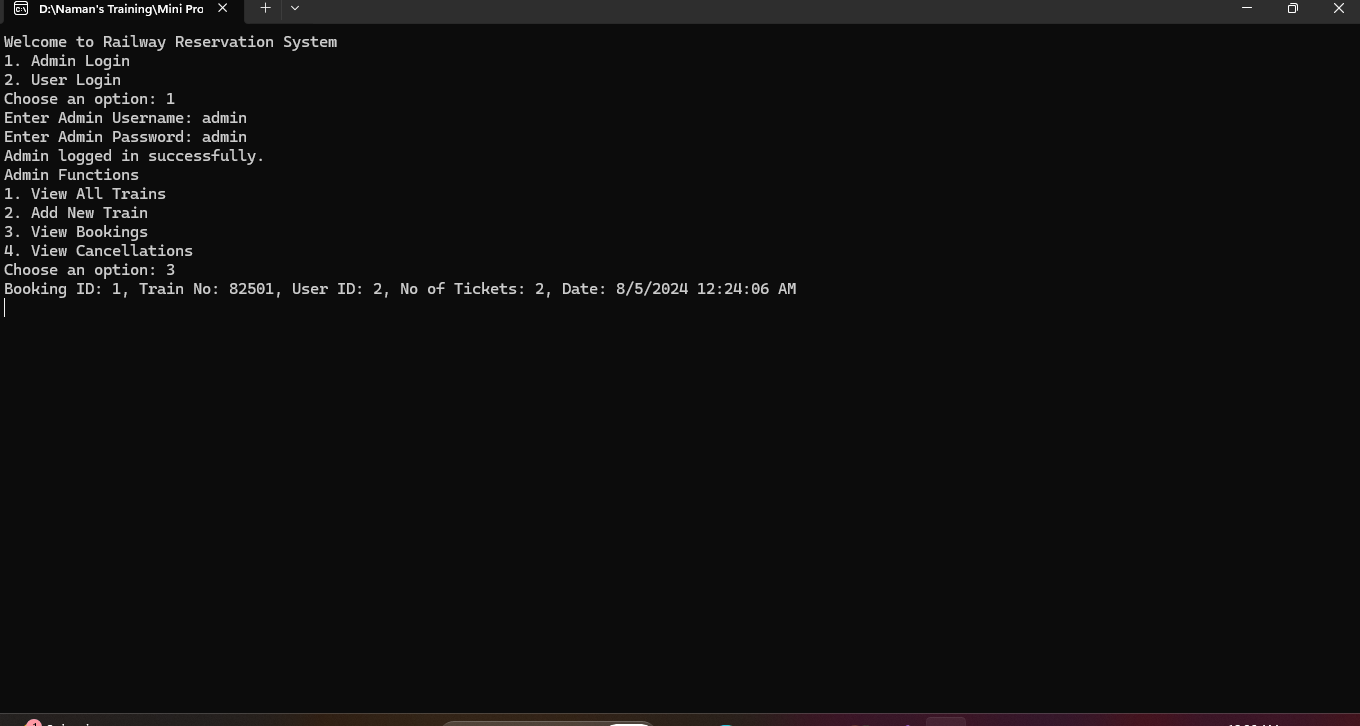 D:\Naman's Training\Mini Pro
Welcome to Railway Reservation System
1. Admin Login
2. User Login
Choose an option: 1
Enter Admin Username: admin
Enter Admin Password: admin
Admin logged in successfully.
Admin Functions
1. View All Trains
2. Add New Train
3. View Bookings
4. View Cancellations
Choose an option: 3
Booking ID: 1, Train No: 82501, User ID: 2, No of Tickets: 2, Date: 8/5/2024 12:24:06 AM